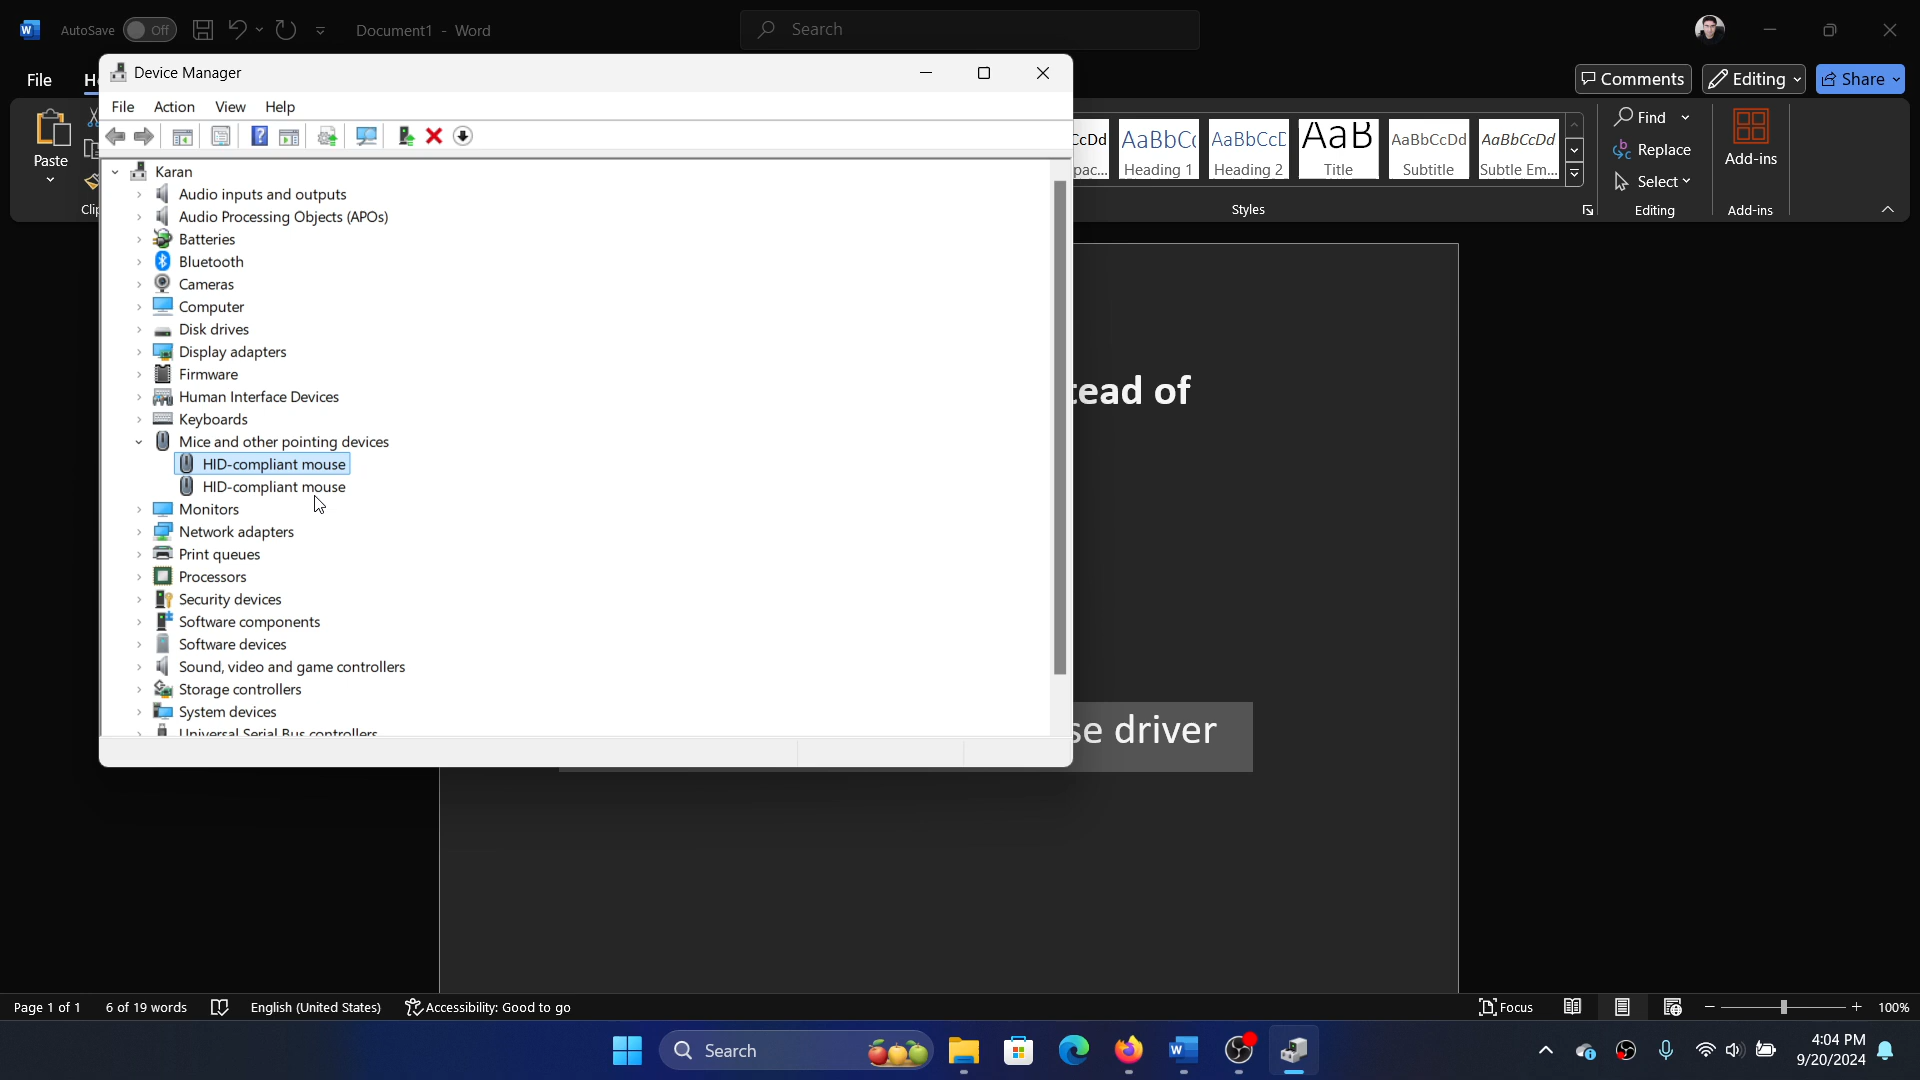 AutoSave Off Document1 - Word Search
File
Comments Editing Share
Device Manager
File Action View Help
Paste
Karan
Audio inputs and outputs
Audio Processing Objects (APOs)
Batteries
Bluetooth
Cameras
Computer
Disk drives
Display adapters
Firmware
Human Interface Devices
Keyboards
Mice and other pointing devices
HID-compliant mouse
HID-compliant mouse
Monitors
Network adapters
Print queues
Processors
Security devices
Software components
Software devices
Sound, video and game controllers
Storage controllers
System devices
Universal Serial Bus controllers
AaBbCc AaBbCcD AaB AaBbCcDd AaBbCcDd
Heading 1 Heading 2 Title Subtitle Subtle Em...
Styles
Find
Replace
Select
Editing
Add-ins
Add-ins
tead of
se driver
Page 1 of 1 6 of 19 words English (United States) Accessibility: Good to go Focus 100%
Search
4:04 PM
9/20/2024